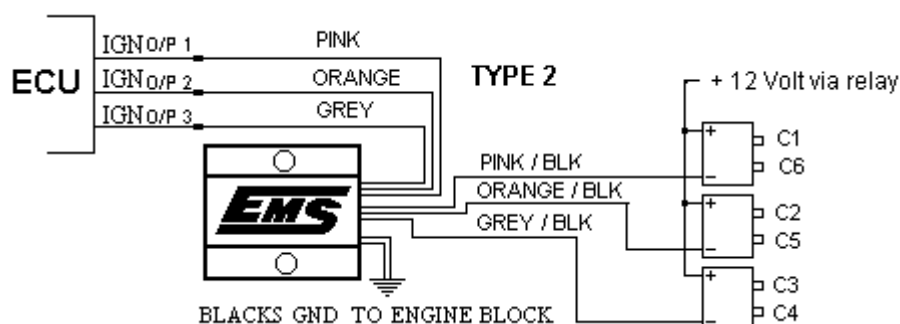 IGN O/P 1
PINK
ECU
IGN O/P 2
ORANGE
TYPE 2
+ 12 Volt via relay
IGN O/P 3
GREY
+
C1
PINK / BLK
C6
−
ORANGE / BLK
+
EMS
C2
GREY / BLK
C5
−
+
C3
C4
−
BLACKS GND TO ENGINE BLOCK